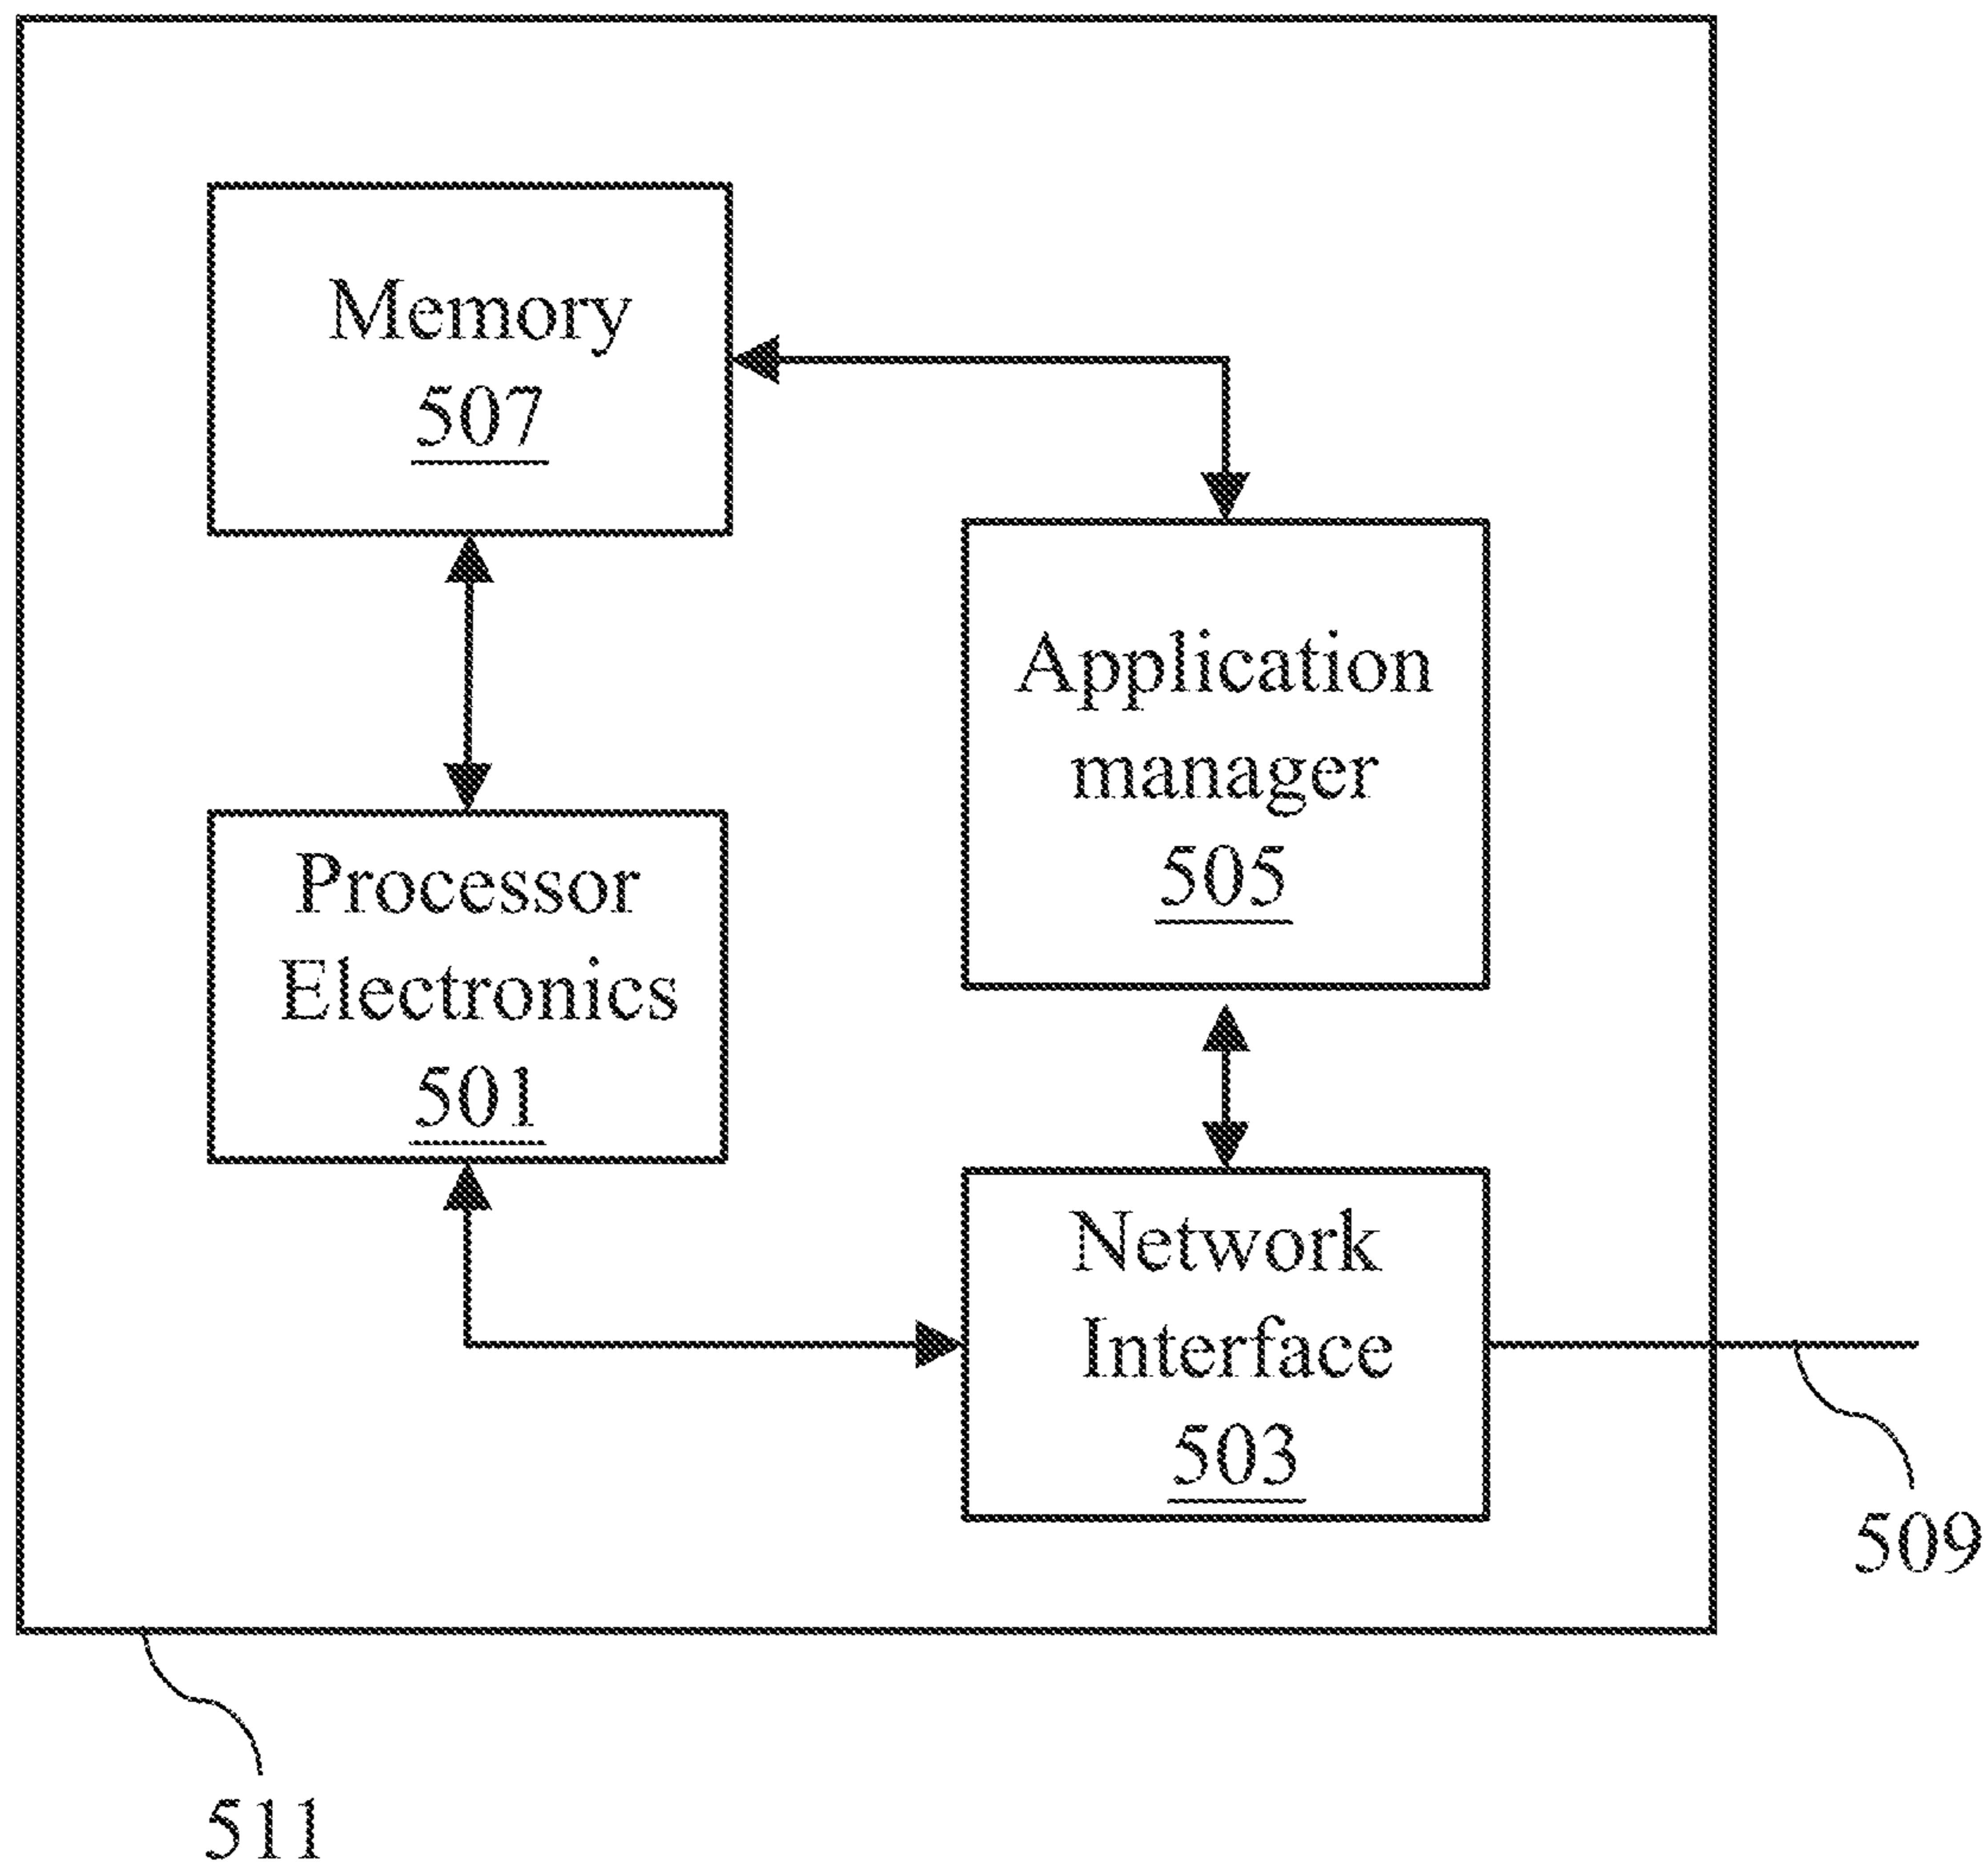 Memory
507
Application
manager
505
Processor
Electronics
501
Network
Interface
503
509
511